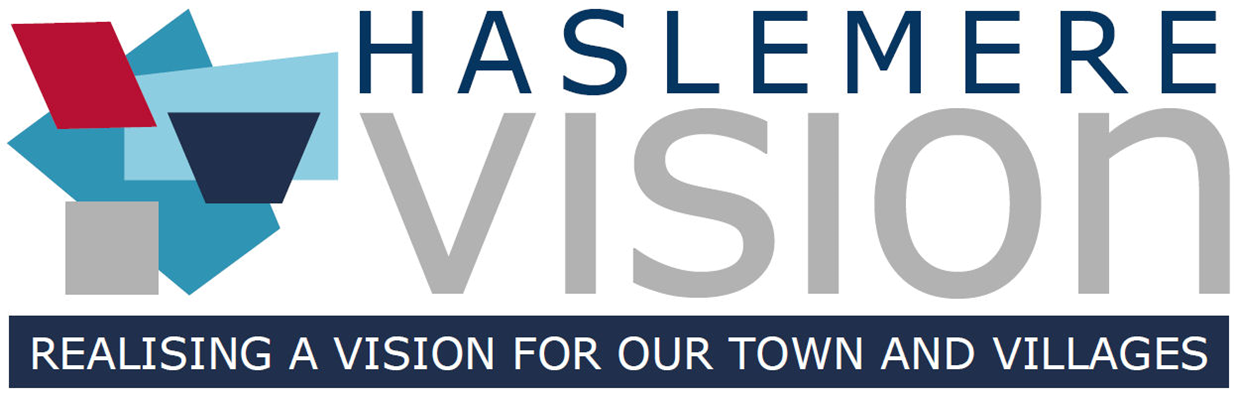 HASLEMERE
vision
REALISING A VISION FOR OUR TOWN AND VILLAGES